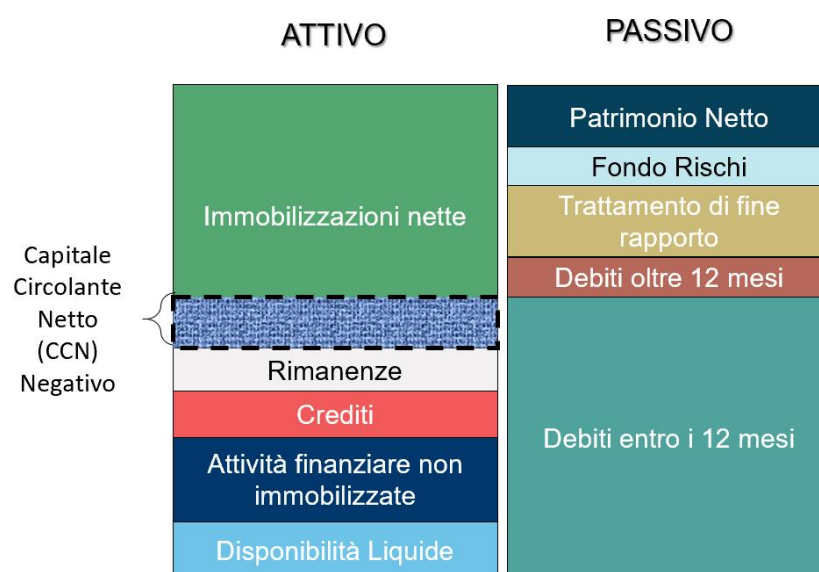 ATTIVO
PASSIVO
Immobilizzazioni nette
Capitale
Circolante
Netto
(CCN)
Negativo
Rimanenze
Crediti
Attività finanziare non
immobilizzate
Disponibilità Liquide
Patrimonio Netto
Fondo Rischi
Trattamento di fine
rapporto
Debiti oltre 12 mesi
Debiti entro i 12 mesi